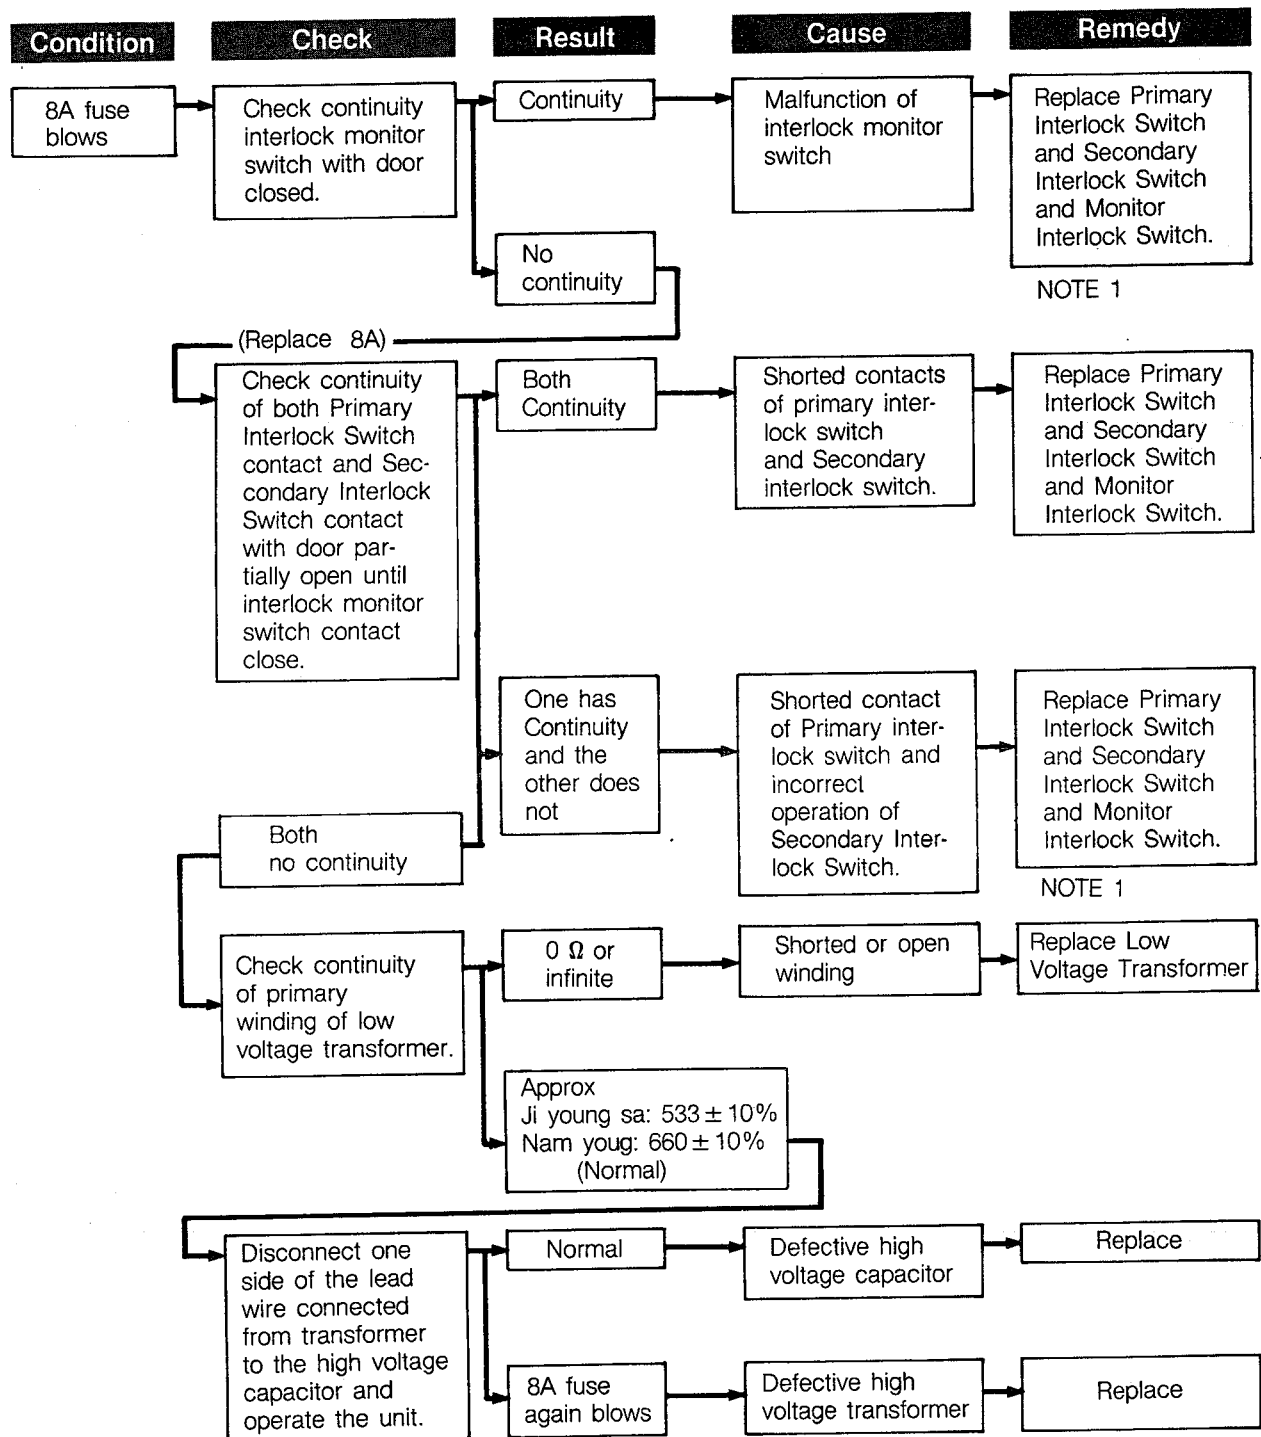 Condition
Check
Result
Cause
Remedy
8A fuse
blows
Check continuity
interlock monitor
switch with door
closed.
Continuity
Malfunction of
interlock monitor
switch
Replace Primary
Interlock Switch
and Secondary
Interlock Switch
and Monitor
Interlock Switch.
NOTE 1
No
continuity
(Replace 8A)
Check continuity
of both Primary
Interlock Switch
contact and Sec-
condary Interlock
Switch contact
with door par-
tially open until
interlock monitor
switch contact
close.
Both
Continuity
Shorted contacts
of primary inter-
lock switch
and Secondary
interlock switch.
Replace Primary
Interlock Switch
and Secondary
Interlock Switch
and Monitor
Interlock Switch.
One has
Continuity
and the
other does
not
Shorted contact
of Primary inter-
lock switch and
incorrect
operation of
Secondary Inter-
lock Switch.
Replace Primary
Interlock Switch
and Secondary
Interlock Switch
and Monitor
Interlock Switch.
NOTE 1
Both
no continuity
Check continuity
of primary
winding of low
voltage transformer.
0 Ω or
infinite
Shorted or open
winding
Replace Low
Voltage Transformer
Approx
Ji young sa: 533±10%
Nam youg: 660±10%
(Normal)
Disconnect one
side of the lead
wire connected
from transformer
to the high voltage
capacitor and
operate the unit.
Normal
Defective high
voltage capacitor
Replace
8A fuse
again blows
Defective high
voltage transformer
Replace